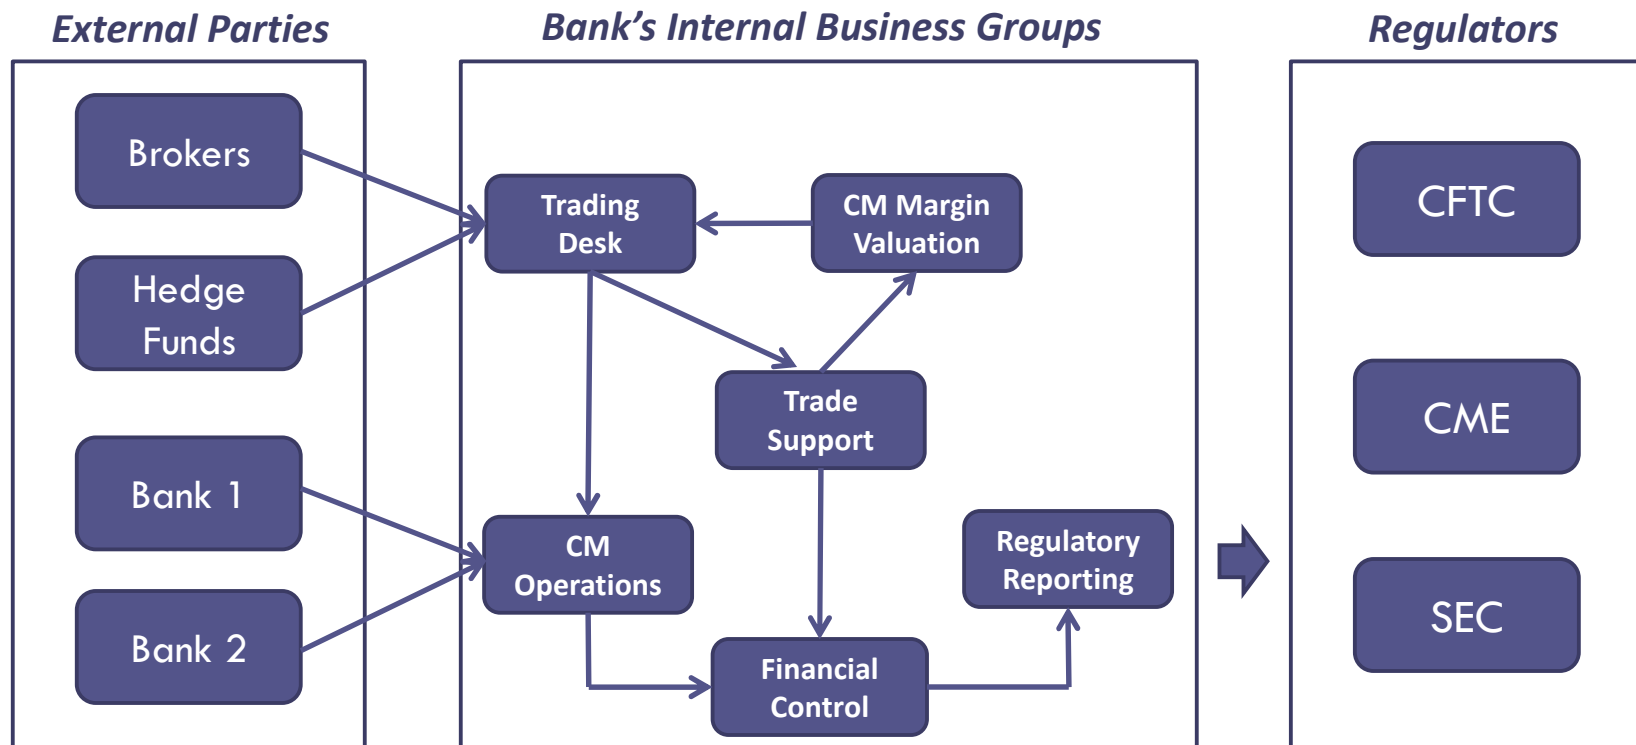 External Parties
Bank’s Internal Business Groups
Regulators
Brokers
Hedge
Funds
Bank 1
Bank 2
Trading
Desk
CM Margin
Valuation
Trade
Support
CM
Operations
Regulatory
Reporting
Financial
Control
CFTC
CME
SEC